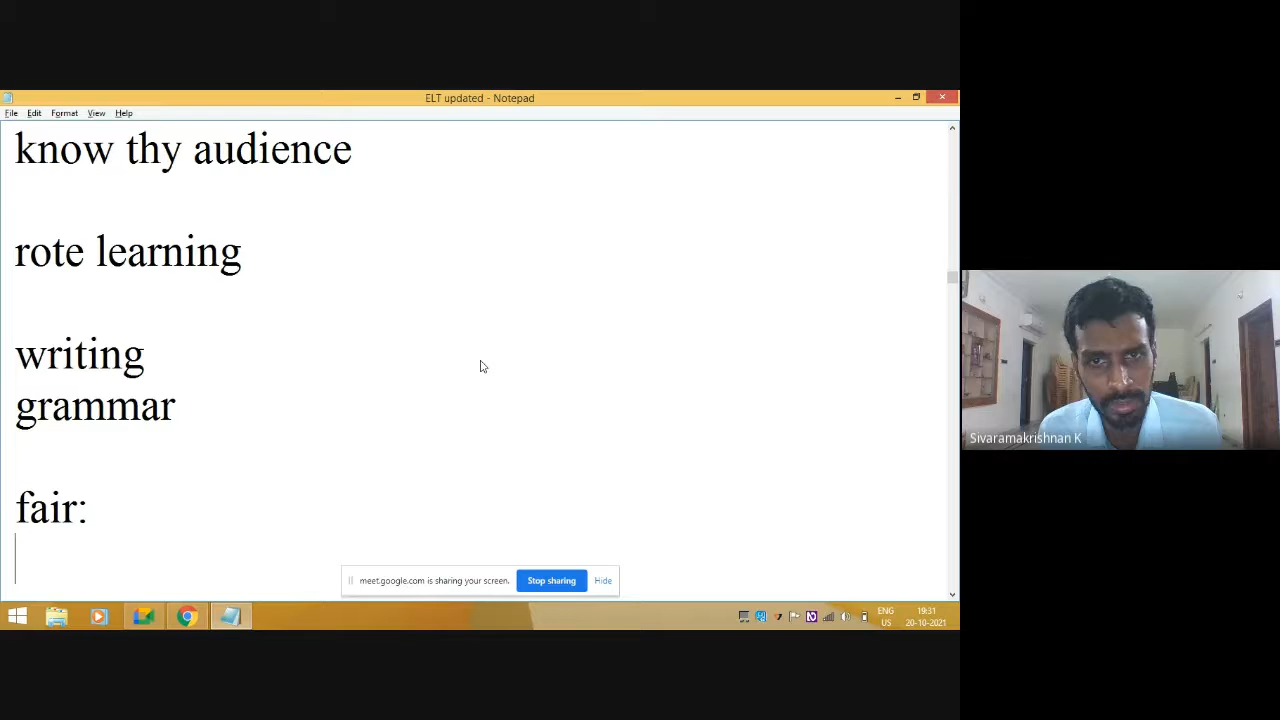 ELT updated - Notepad
File Edit Format View Help
know thy audience
rote learning
writing
grammar
fair:
meet.google.com is sharing your screen. Stop sharing Hide
ENG 19:31
US 20-10-2021
Sivaramakrishnan K